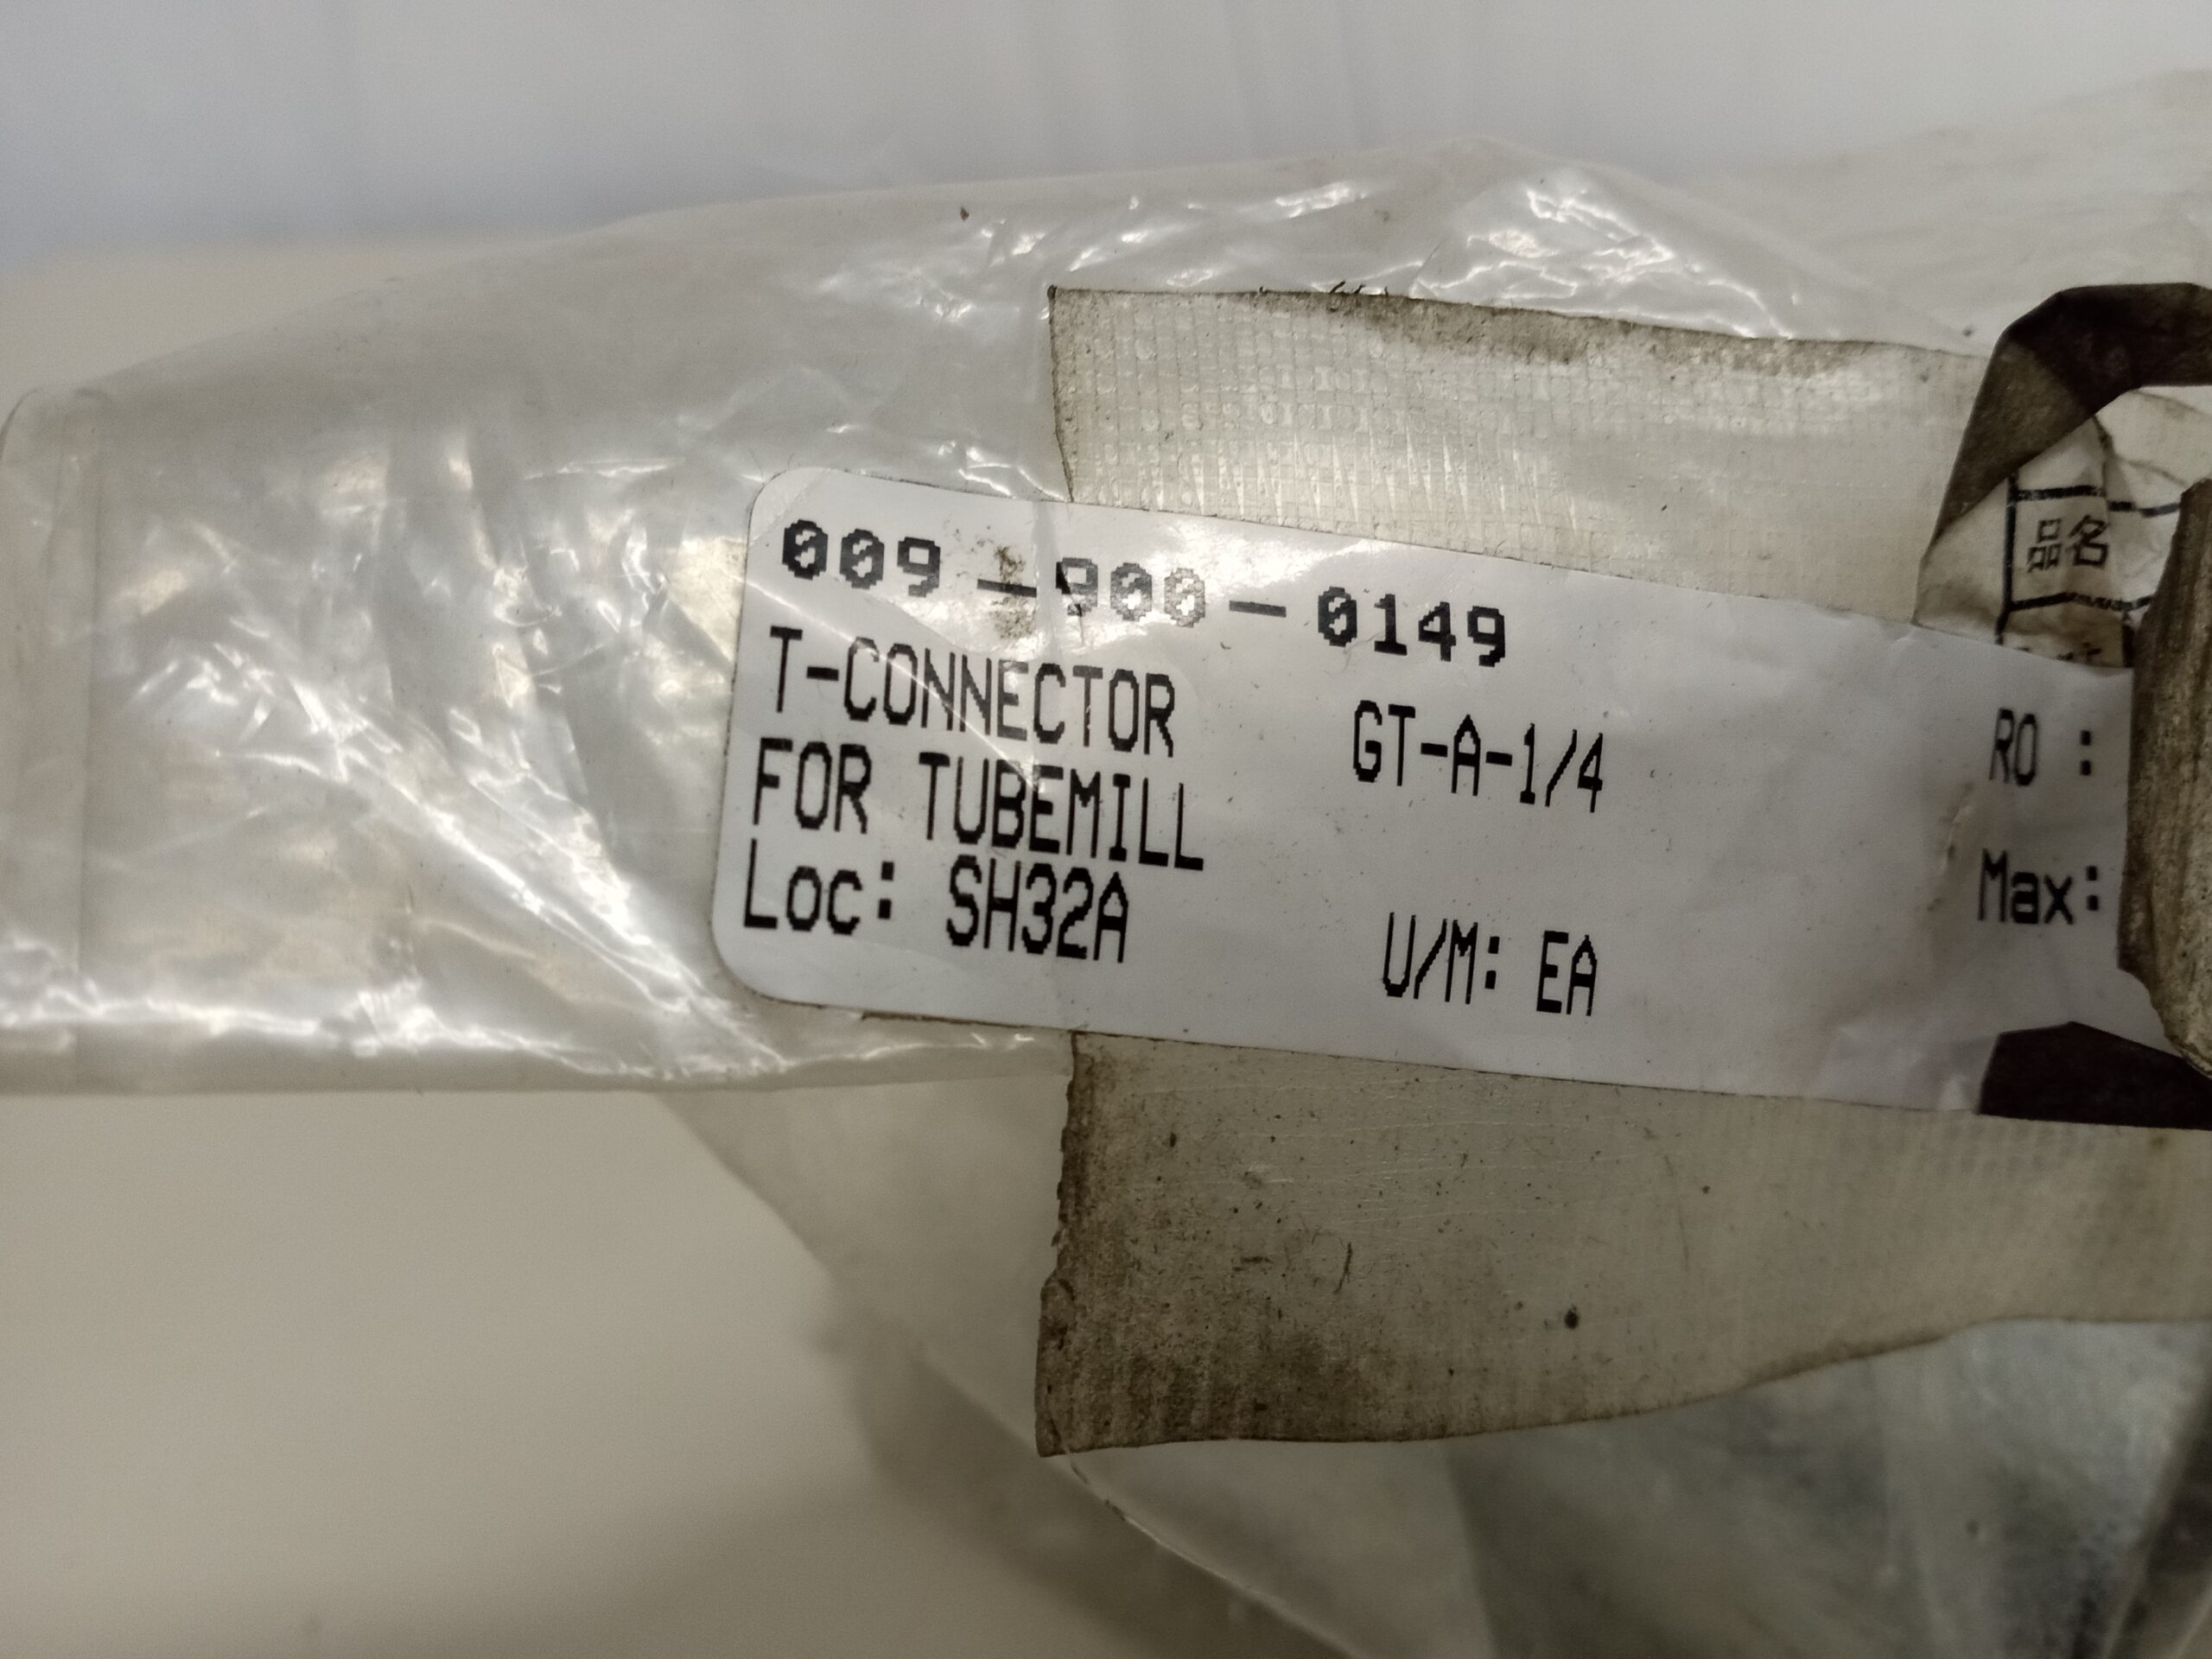 009-900-0149
T-CONNECTOR GT-A-1/4 RO :
FOR TUBEMILL
Loc: SH32A U/M: EA Max:
品名